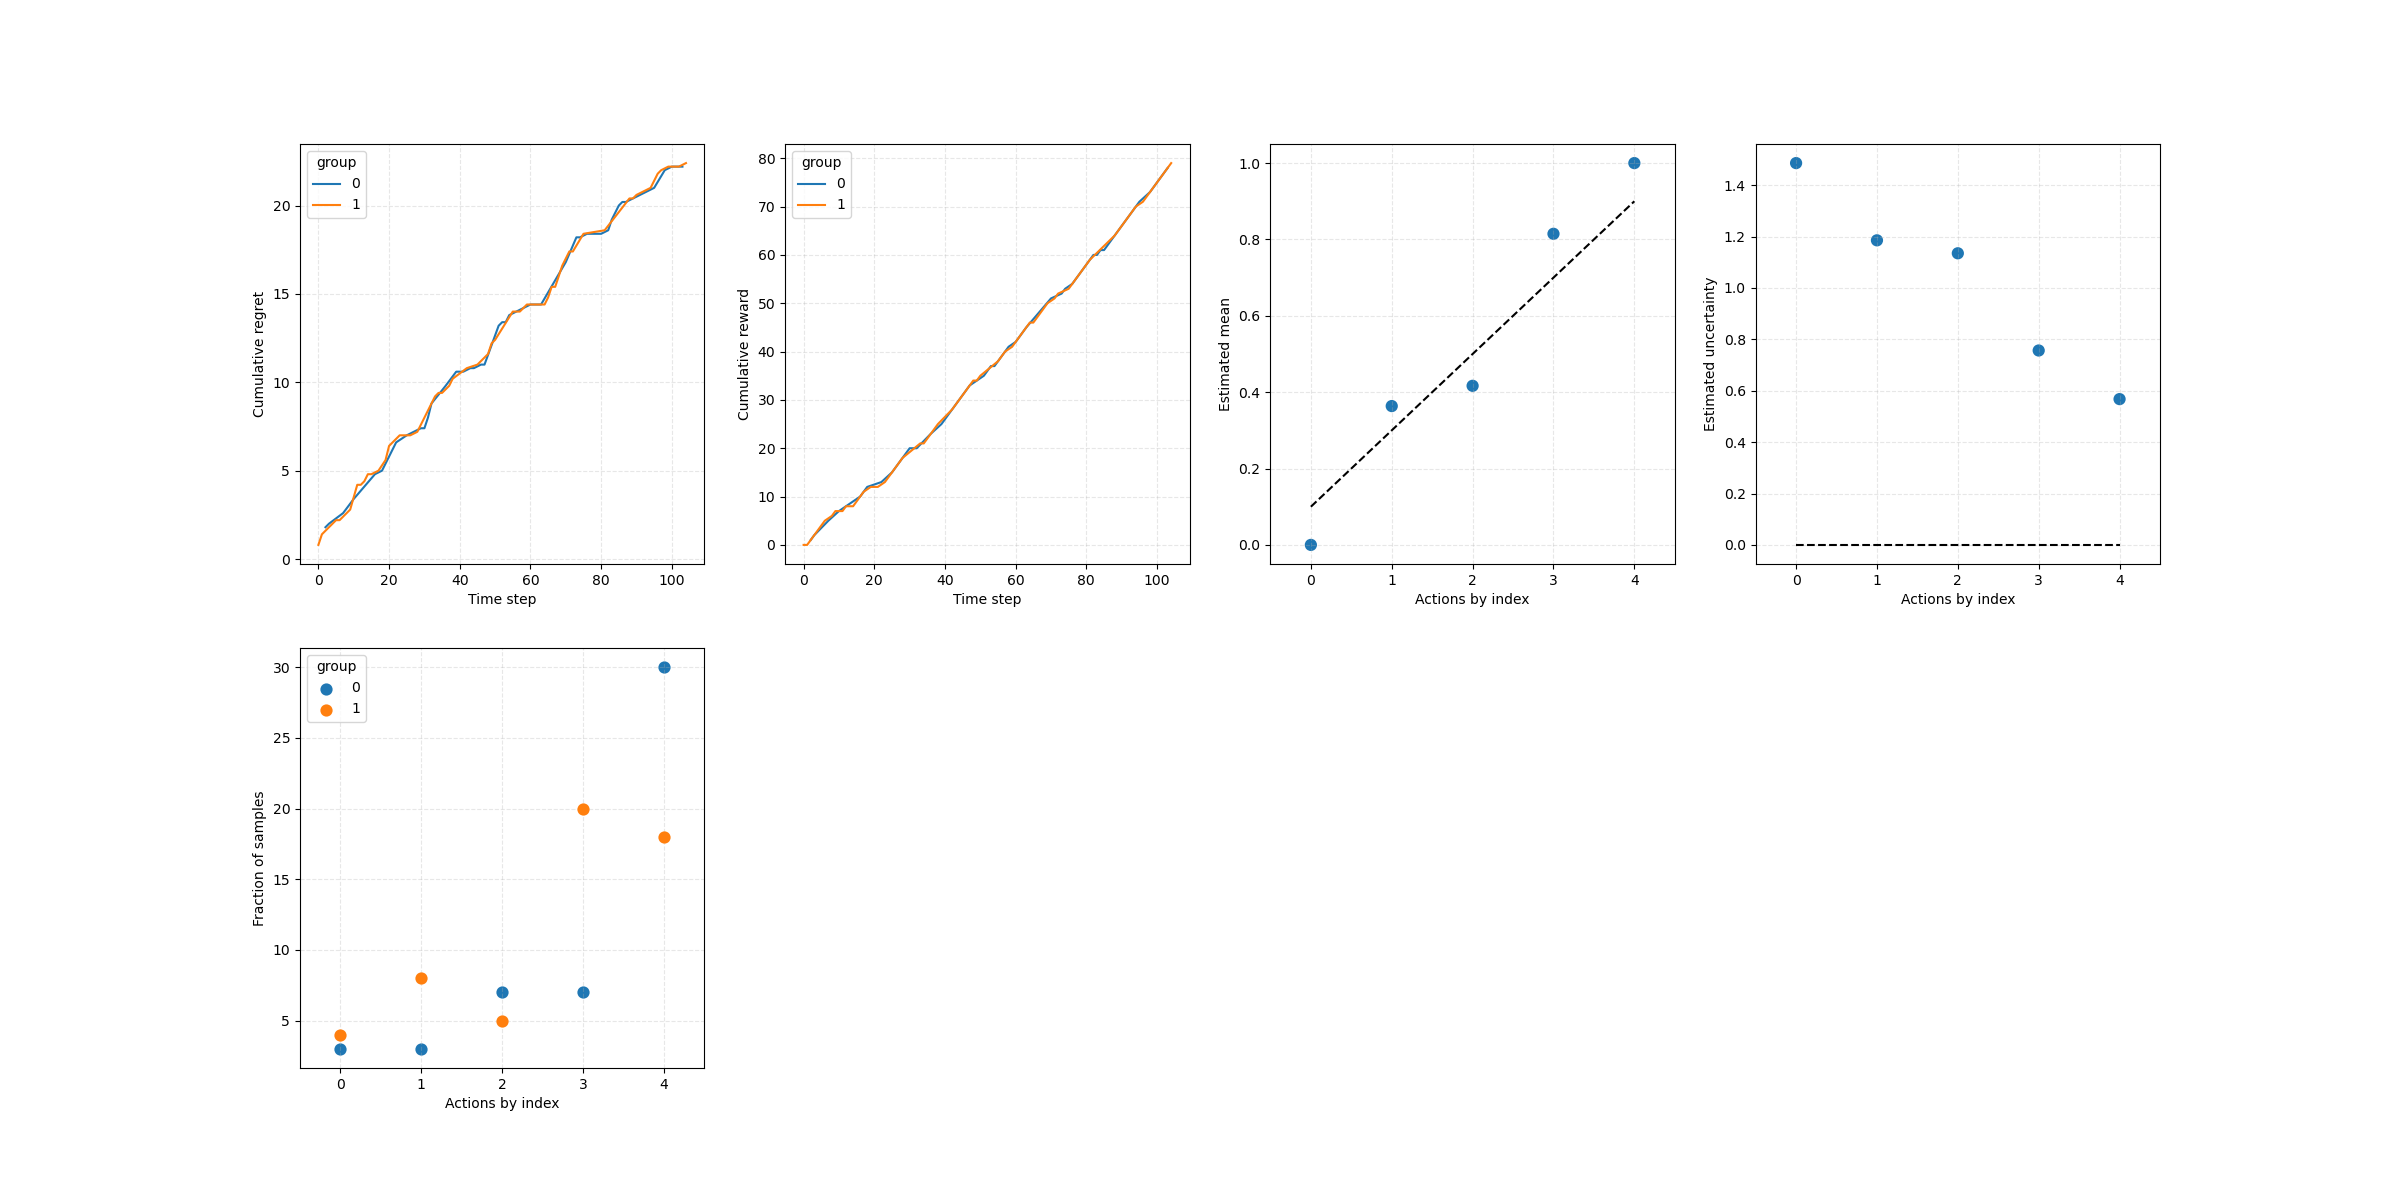 group
0
1
20
15
10
5
0
Cumulative regret
0 20 40 60 80 100
Time step
group
0
1
80
70
60
50
40
30
20
10
0
Cumulative reward
0 20 40 60 80 100
Time step
1.0
0.8
0.6
0.4
0.2
0.0
Estimated mean
0 1 2 3 4
Actions by index
1.4
1.2
1.0
0.8
0.6
0.4
0.2
0.0
Estimated uncertainty
0 1 2 3 4
Actions by index
group
0
1
30
25
20
15
10
5
Fraction of samples
0 1 2 3 4
Actions by index